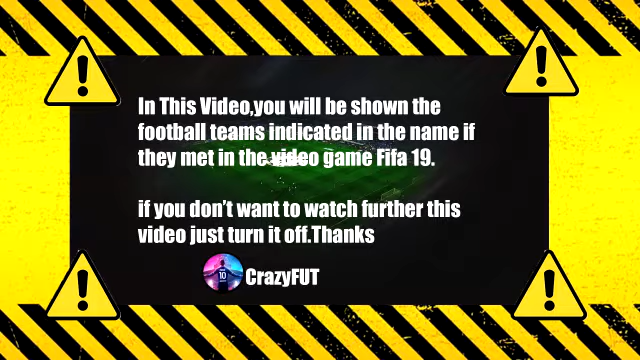 In This Video,you will be shown the
football teams indicated in the name if
they met in the video game Fifa 19.
if you don't want to watch further this
video just turn it off.Thanks
10
CrazyFUT